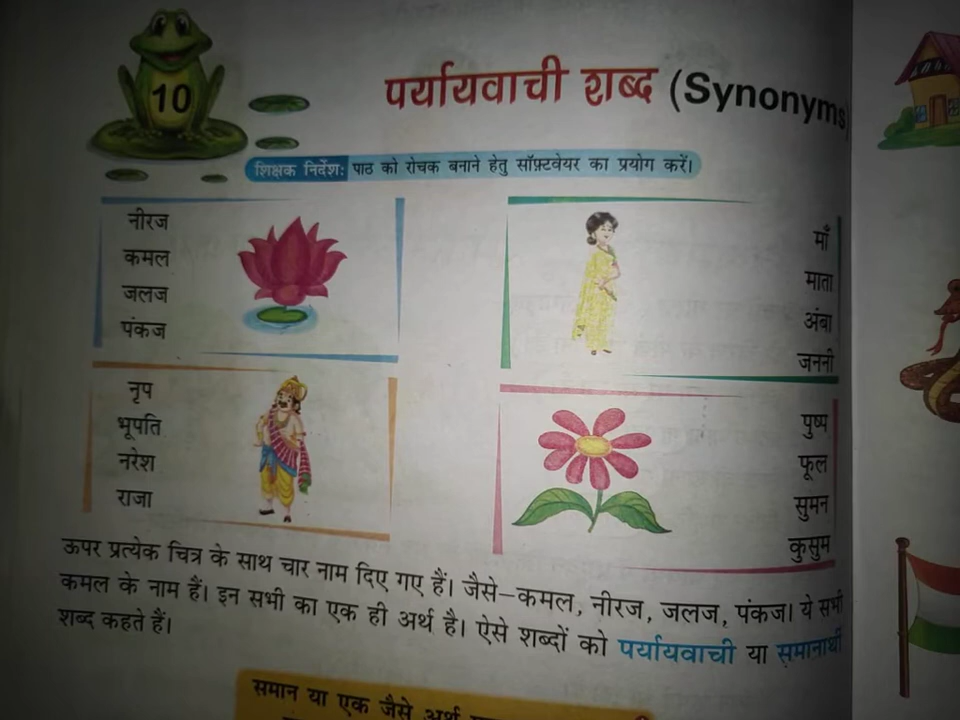 10
पर्यायवाची शब्द (Synonyms)
शिक्षक निर्देश: पाठ को रोचक बनाने हेतु सॉफ़्टवेयर का प्रयोग करें।
नीरज
कमल
जलज
पंकज
माँ
माता
अंबा
जननी
नृप
भूपति
नरेश
राजा
पुष्प
फूल
सुमन
कुसुम
ऊपर प्रत्येक चित्र के साथ चार नाम दिए गए हैं। जैसे–कमल, नीरज, जलज, पंकज। ये सभी
कमल के नाम हैं। इन सभी का एक ही अर्थ है। ऐसे शब्दों को पर्यायवाची या समानार्थी
शब्द कहते हैं।
समान या एक जैसे अर्थ